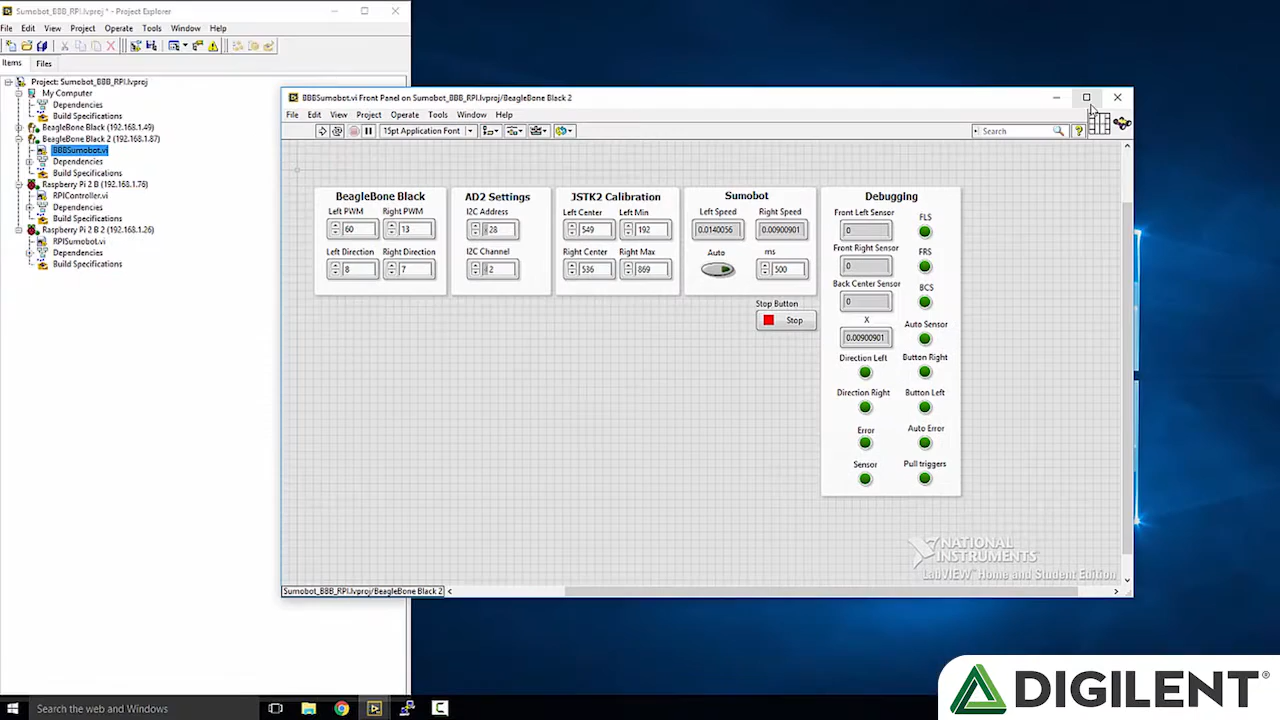 Sumobot_BBB_RPI.lvproj * - Project Explorer
File Edit View Project Operate Tools Window Help
Items Files
Project: Sumobot_BBB_RPI.lvproj
My Computer
Dependencies
Build Specifications
BeagleBone Black (192.168.1.49)
BeagleBone Black 2 (192.168.1.87)
BBBSumobot.vi
Dependencies
Build Specifications
Raspberry Pi 2 B (192.168.1.76)
RPIController.vi
Dependencies
Build Specifications
Raspberry Pi 2 B 2 (192.168.1.26)
RPISumobot.vi
Dependencies
Build Specifications
BBBSumobot.vi Front Panel on Sumobot_BBB_RPI.lvproj/BeagleBone Black 2
File Edit View Project Operate Tools Window Help
15pt Application Font
Search
?
BeagleBone Black
Left PWM Right PWM
60 13
Left Direction Right Direction
8 7
AD2 Settings
I2C Address
28
I2C Channel
2
JSTK2 Calibration
Left Center Left Min
549 192
Right Center Right Max
536 869
Sumobot
Left Speed Right Speed
0.0140056 0.00900901
Auto ms
500
Stop Button
Stop
Debugging
Front Left Sensor FLS
0
Front Right Sensor FRS
0
Back Center Sensor BCS
0
X Auto Sensor
0.00900901
Direction Left Button Right
Direction Right Button Left
Error Auto Error
Sensor Pull triggers
NATIONAL
INSTRUMENTS™
LabVIEW™ Home and Student Edition
Sumobot_BBB_RPI.lvproj/BeagleBone Black 2
Search the web and Windows
DIGILENT®